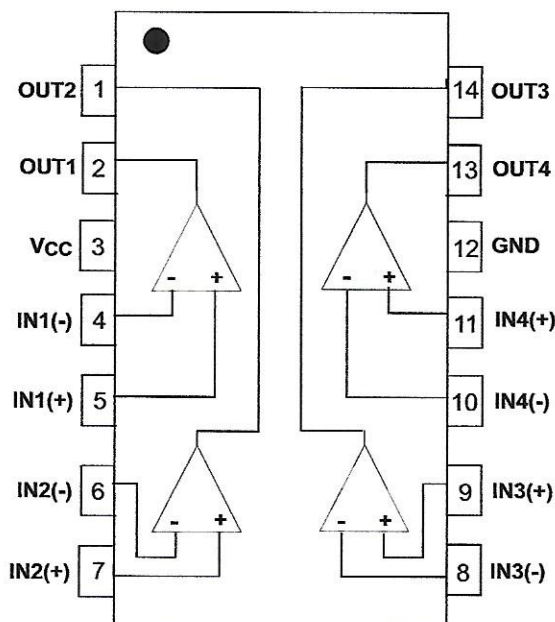 OUT2 1 14 OUT3
OUT1 2 13 OUT4
VCC 3 12 GND
- + - +
IN1(-) 4 11 IN4(+)
IN1(+) 5 10 IN4(-)
IN2(-) 6 9 IN3(+)
- + - +
IN2(+) 7 8 IN3(-)